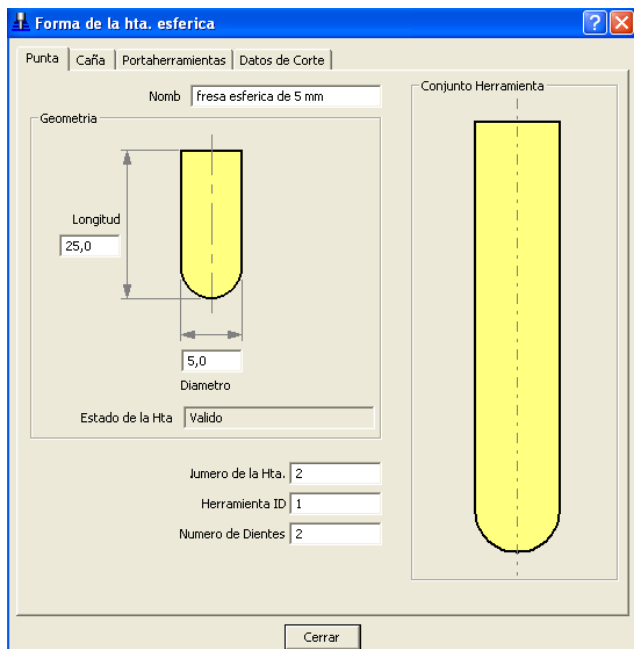 Forma de la hta. esferica
Punta Caña Portaherramientas Datos de Corte
Nomb fresa esferica de 5 mm
Conjunto Herramienta
Geometria
Longitud
25,0
5,0
Diametro
Estado de la Hta Valido
Jumero de la Hta. 2
Herramienta ID 1
Numero de Dientes 2
Cerrar